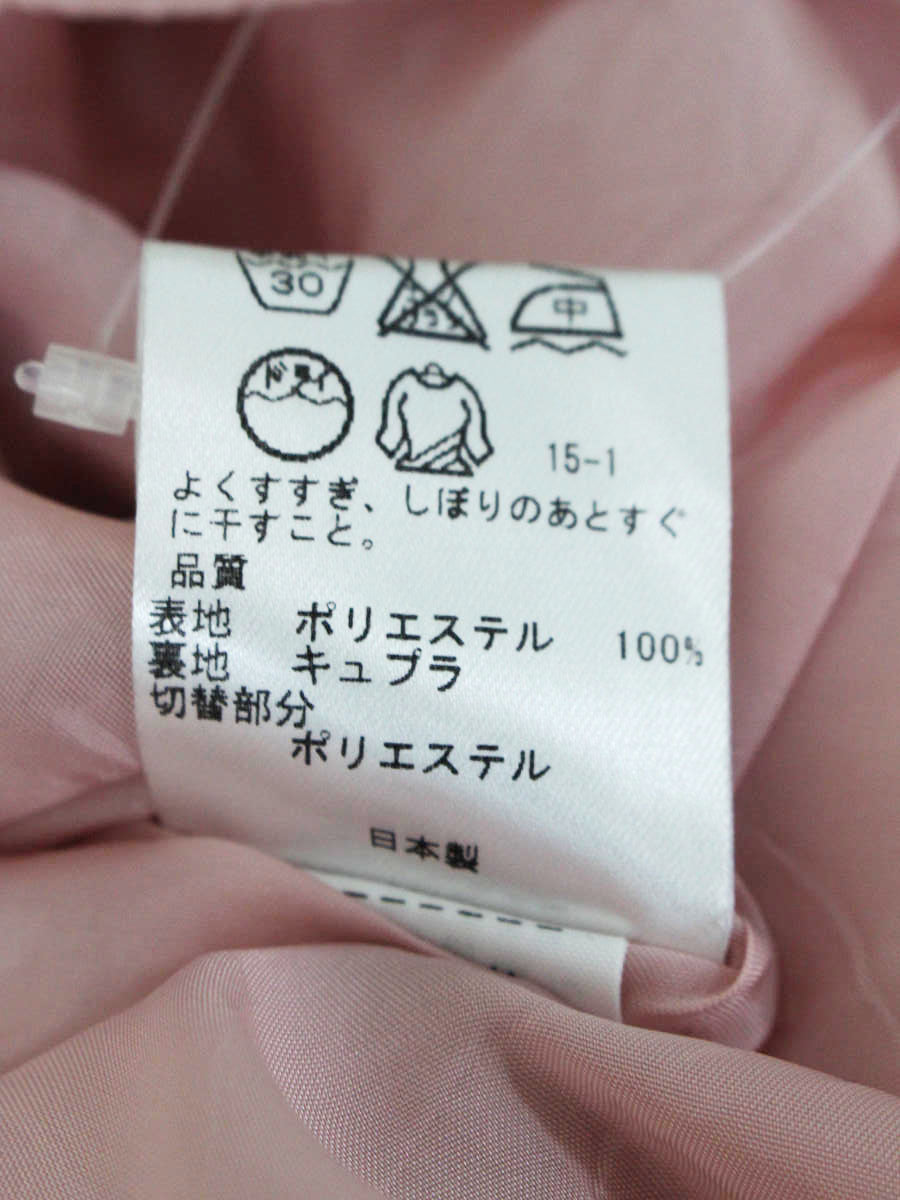 30
中
ドライ
15-1
よくすすぎ、しぼりのあとすぐ
に干すこと。
品質
表地 ポリエステル 100%
裏地 キュプラ
切替部分
ポリエステル
日本製